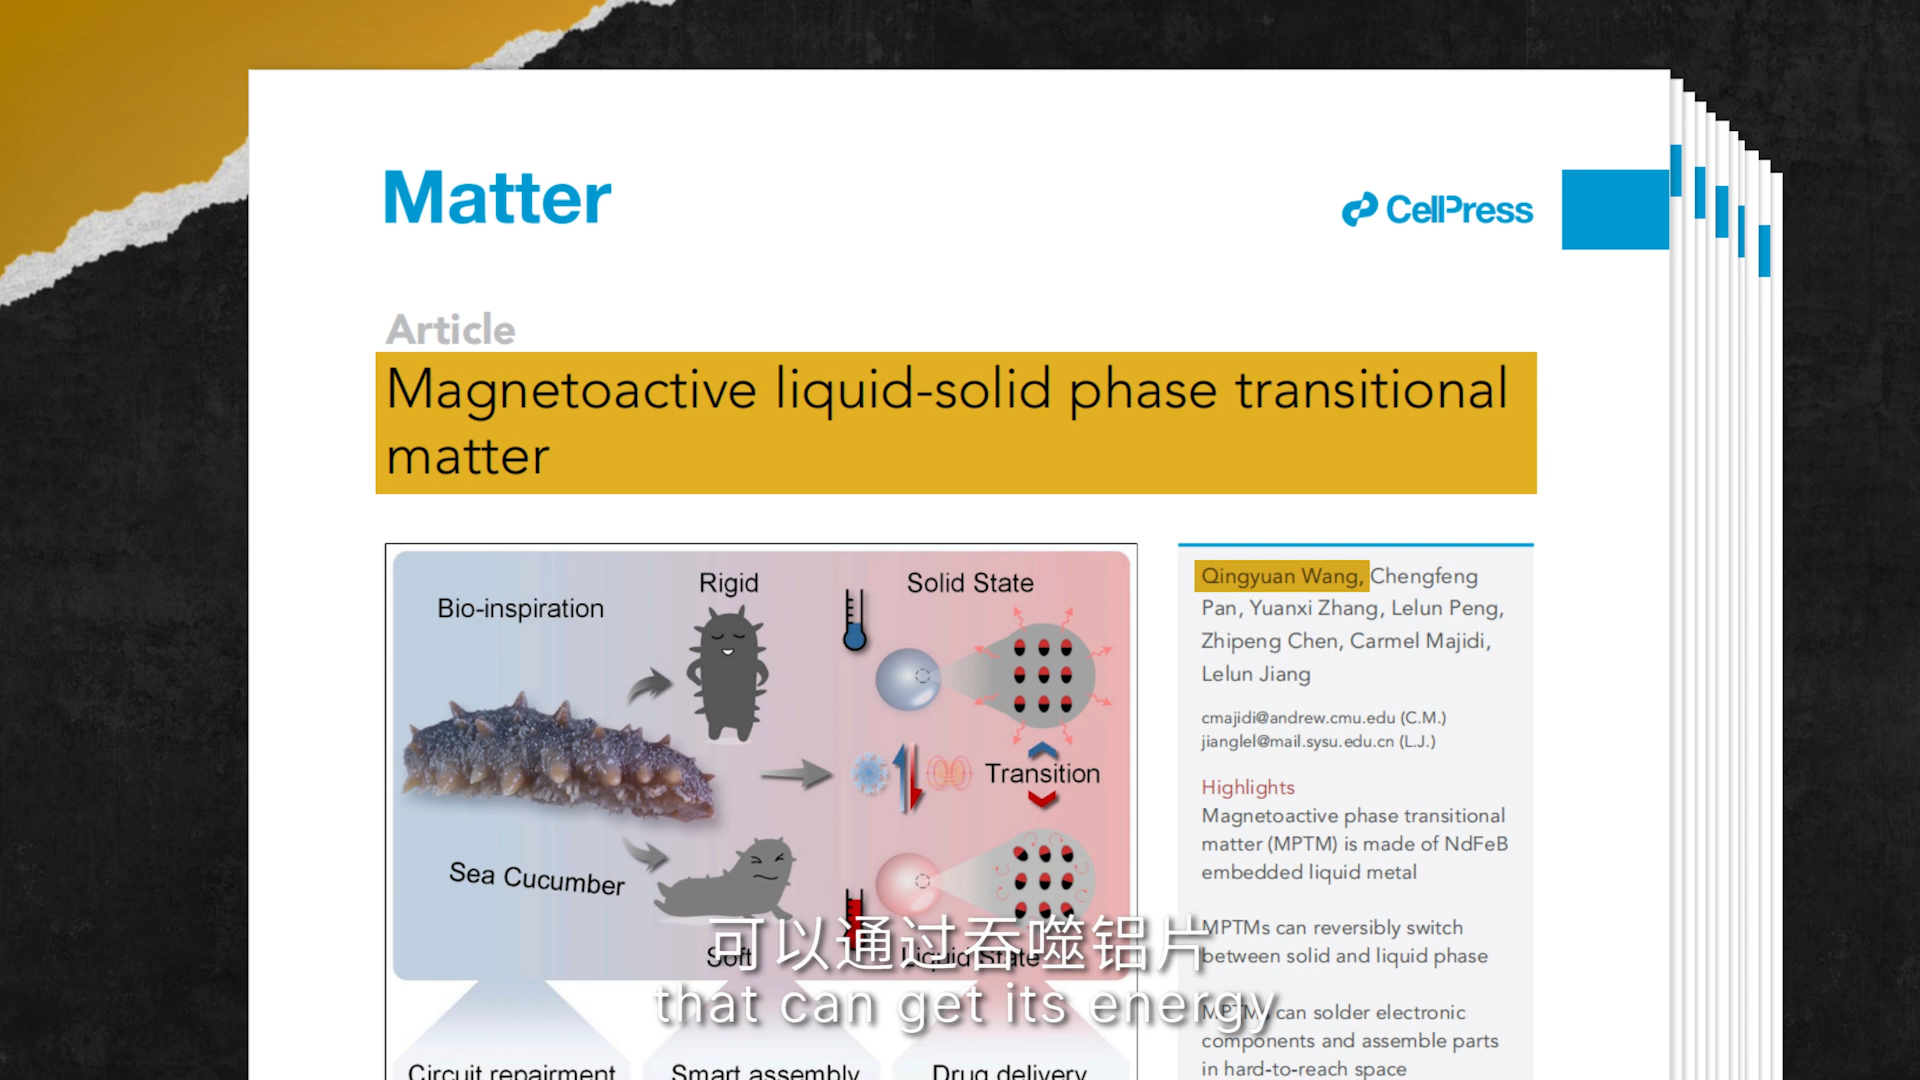 Matter
CellPress
Article
Magnetoactive liquid-solid phase transitional
matter
Bio-inspiration
Rigid
Solid State
Transition
Sea Cucumber
Soft
Liquid State
Circuit repairment
Smart assembly
Drug delivery
Qingyuan Wang, Chengfeng
Pan, Yuanxi Zhang, Lelun Peng,
Zhipeng Chen, Carmel Majidi,
Lelun Jiang
cmajidi@andrew.cmu.edu (C.M.)
jianglel@mail.sysu.edu.cn (L.J.)
Highlights
Magnetoactive phase transitional
matter (MPTM) is made of NdFeB
embedded liquid metal
MPTMs can reversibly switch
between solid and liquid phase
MPTMs can solder electronic
components and assemble parts
in hard-to-reach space
可以通过吞噬铝片
that can get its energy